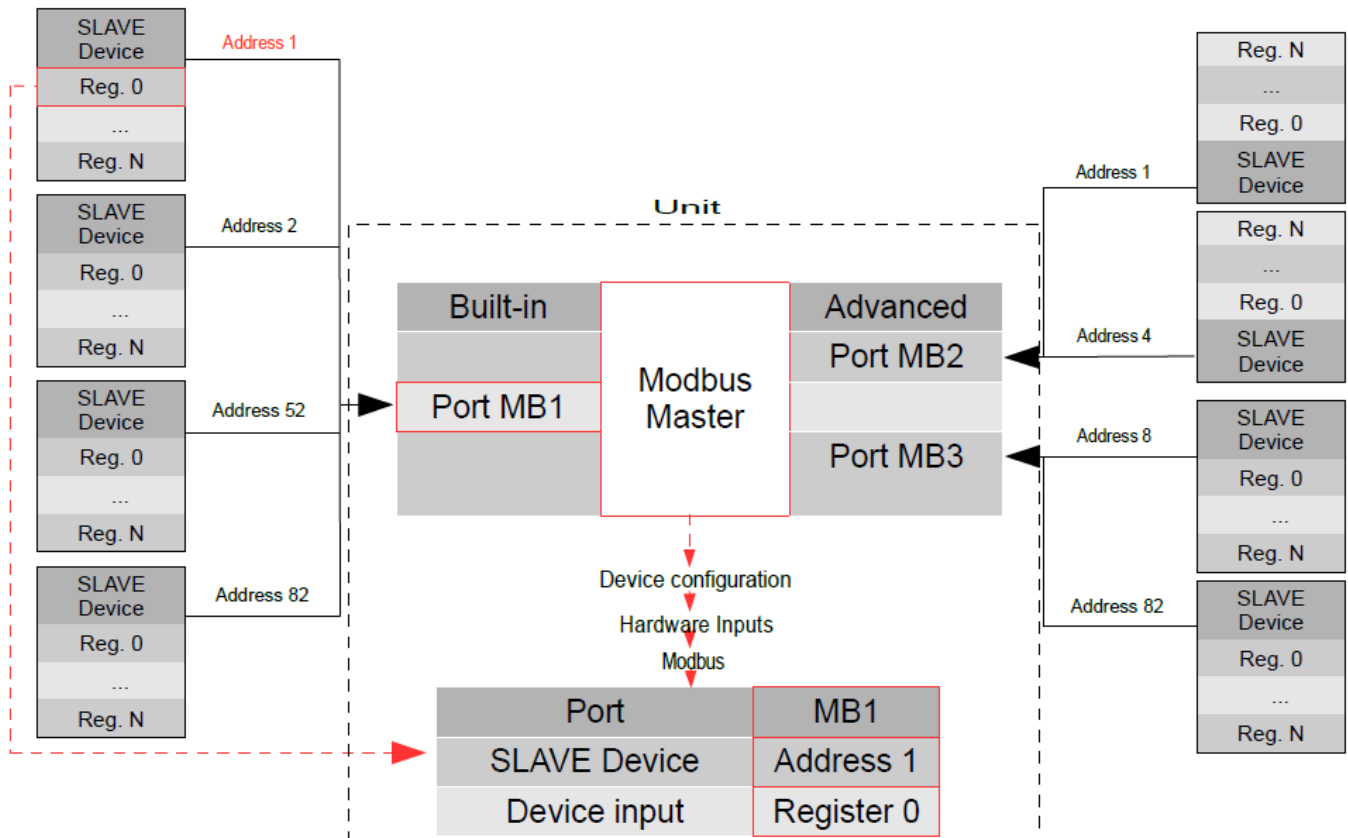 SLAVE
Device
Reg. 0
...
Reg. N
Address 1
SLAVE
Device
Reg. 0
...
Reg. N
Address 2
SLAVE
Device
Reg. 0
...
Reg. N
Address 52
SLAVE
Device
Reg. 0
...
Reg. N
Address 82
Unit
Built-in
Port MB1
Modbus
Master
Advanced
Port MB2
Port MB3
Device configuration
Hardware Inputs
Modbus
Port MB1
SLAVE Device Address 1
Device input Register 0
Address 1
Reg. N
...
Reg. 0
SLAVE
Device
Address 4
Reg. N
...
Reg. 0
SLAVE
Device
Address 8
SLAVE
Device
Reg. 0
...
Reg. N
Address 82
SLAVE
Device
Reg. 0
...
Reg. N